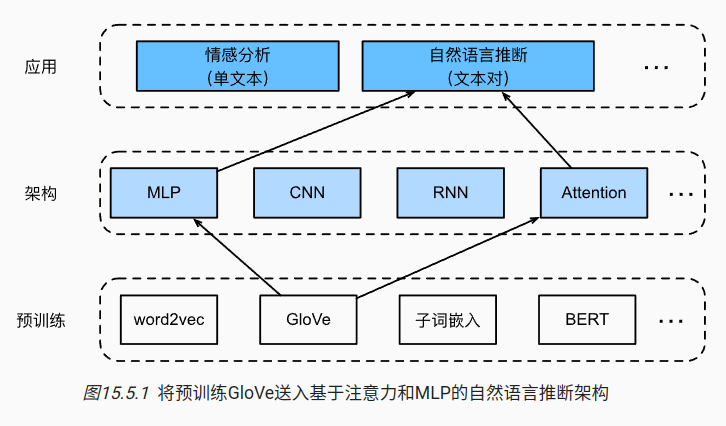 应用
情感分析
(单文本)
自然语言推断
(文本对)
···
架构
MLP
CNN
RNN
Attention
···
预训练
word2vec
GloVe
子词嵌入
BERT
···
图15.5.1 将预训练GloVe送入基于注意力和MLP的自然语言推断架构